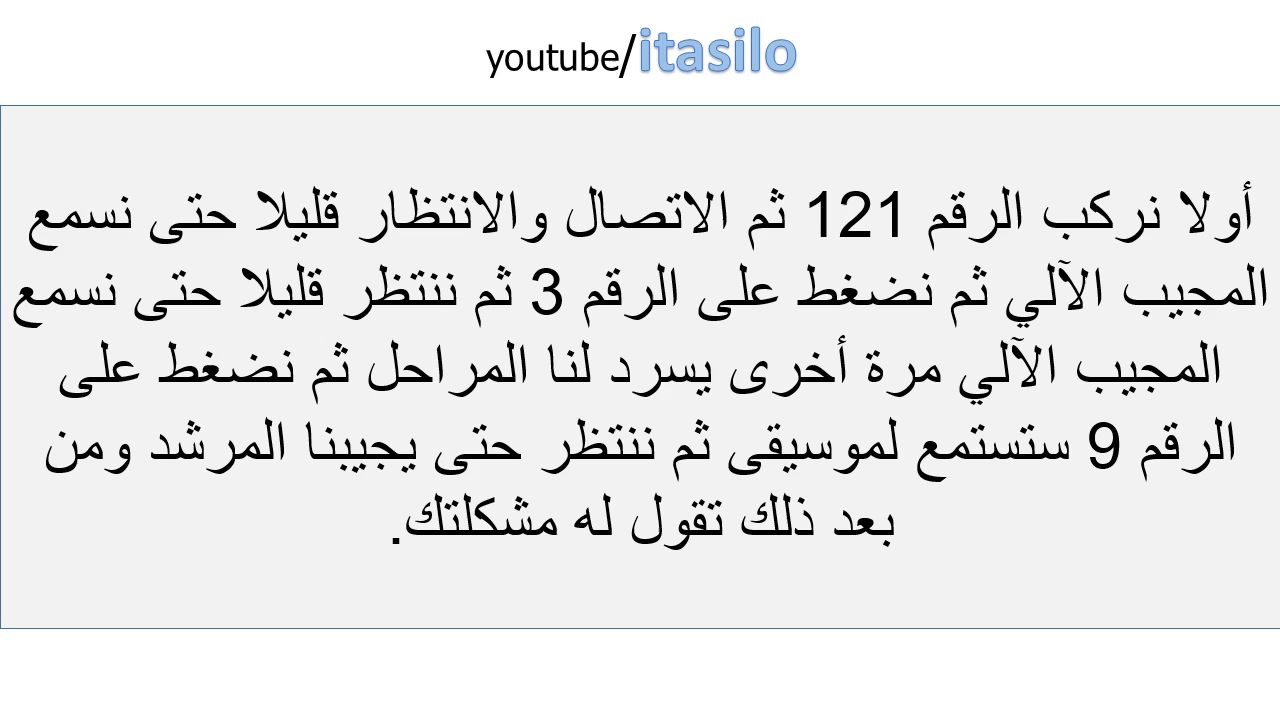 youtube/itasilo
أولا نركب الرقم 121 ثم الاتصال والانتظار قليلا حتى نسمع
المجيب الآلي ثم نضغط على الرقم 3 ثم ننتظر قليلا حتى نسمع
المجيب الآلي مرة أخرى يسرد لنا المراحل ثم نضغط على
الرقم 9 ستستمع لموسيقى ثم ننتظر حتى يجيبنا المرشد ومن
بعد ذلك تقول له مشكلتك.